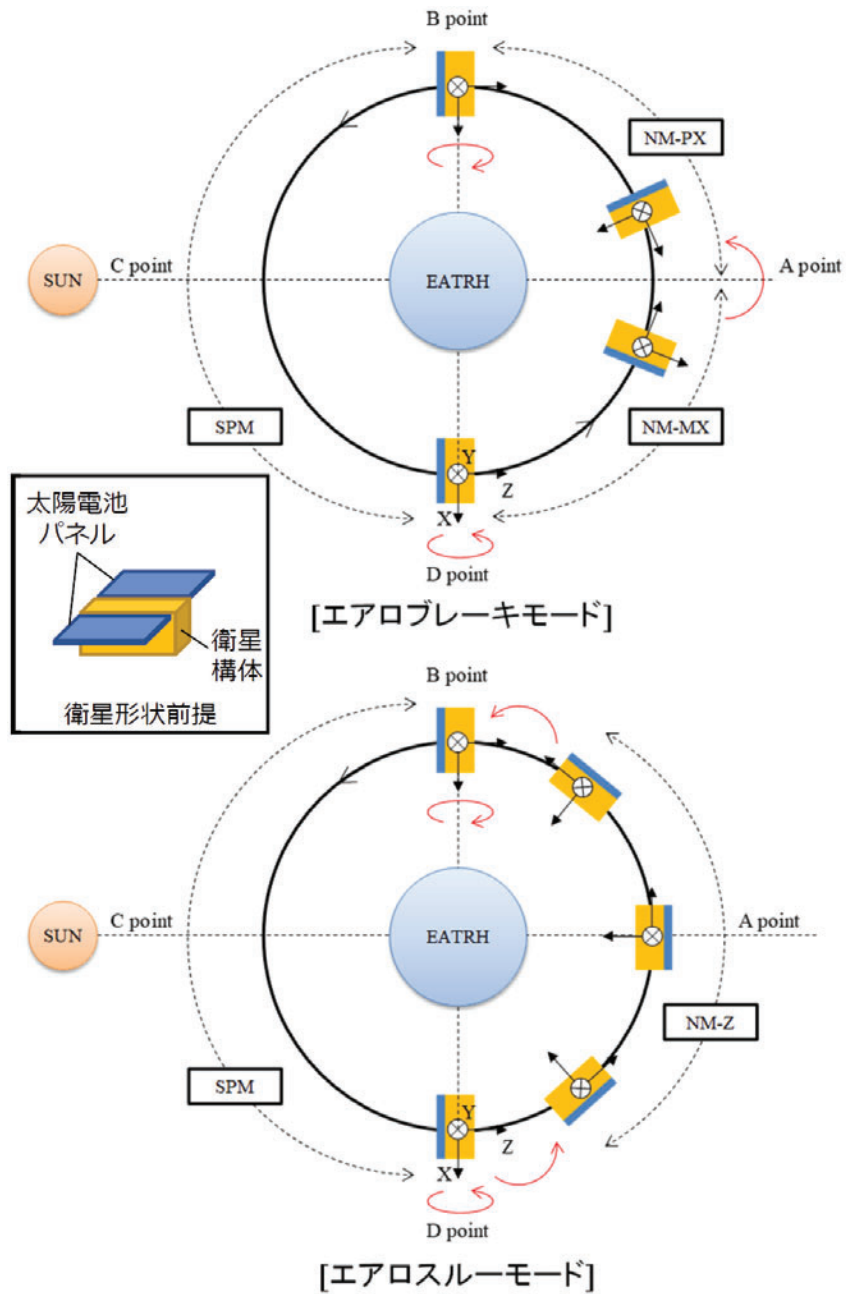 B point
NM-PX
SUN
C point
EATRH
A point
SPM
NM-MX
Y
Z
X
D point
[エアロブレーキモード]
太陽電池
パネル
衛星
構体
衛星形状前提
B point
SUN
C point
EATRH
A point
NM-Z
SPM
Y
Z
X
D point
[エアロスルーモード]